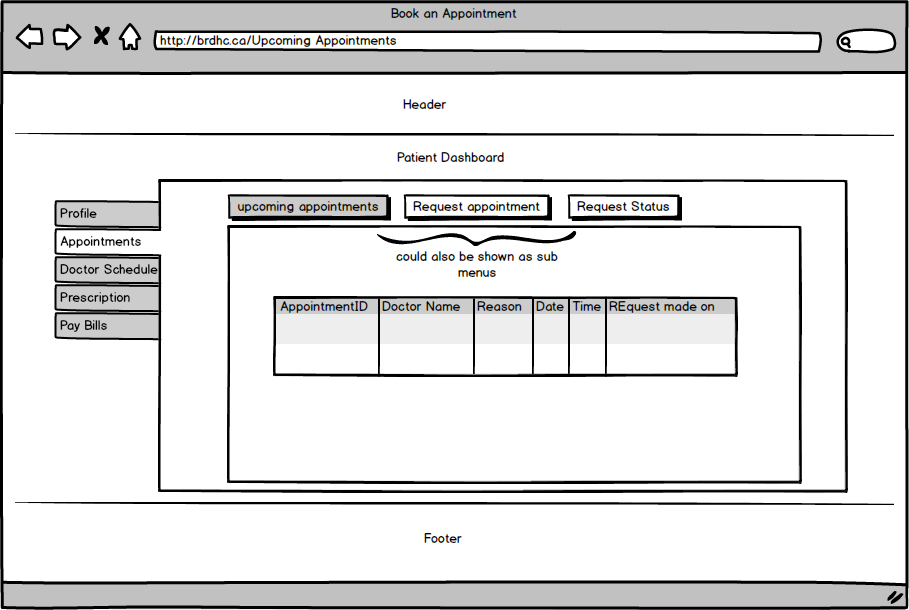 Book an Appointment
http://brdhc.ca/Upcoming Appointments
Header
Patient Dashboard
upcoming appointments
Request appointment
Request Status
Profile
Appointments
Doctor Schedule
Prescription
Pay Bills
could also be shown as sub
menus
AppointmentID
Doctor Name
Reason
Date
Time
REquest made on
Footer